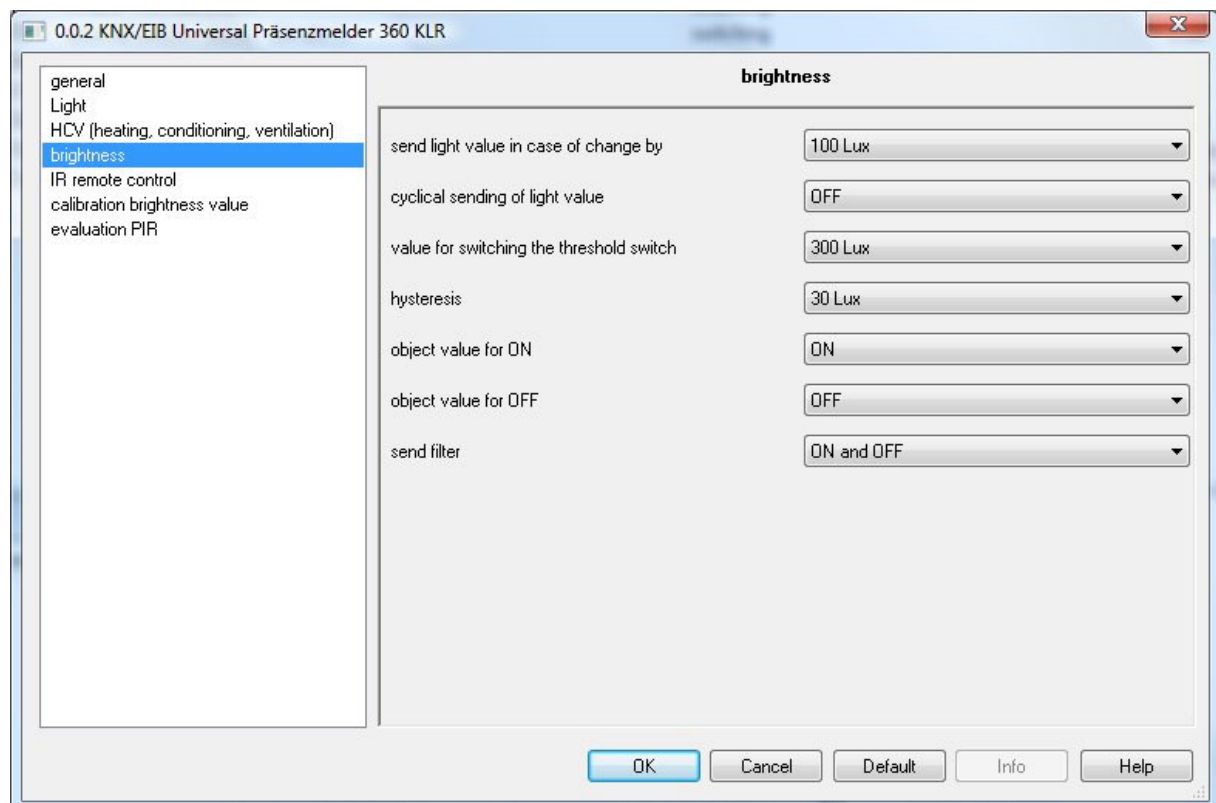 0.0.2 KNX/EIB Universal Präsenzmelder 360 KLR
general
Light
HCV (heating, conditioning, ventilation)
brightness
IR remote control
calibration brightness value
evaluation PIR
brightness
send light value in case of change by 100 Lux
cyclical sending of light value OFF
value for switching the threshold switch 300 Lux
hysteresis 30 Lux
object value for ON ON
object value for OFF OFF
send filter ON and OFF
OK Cancel Default Info Help